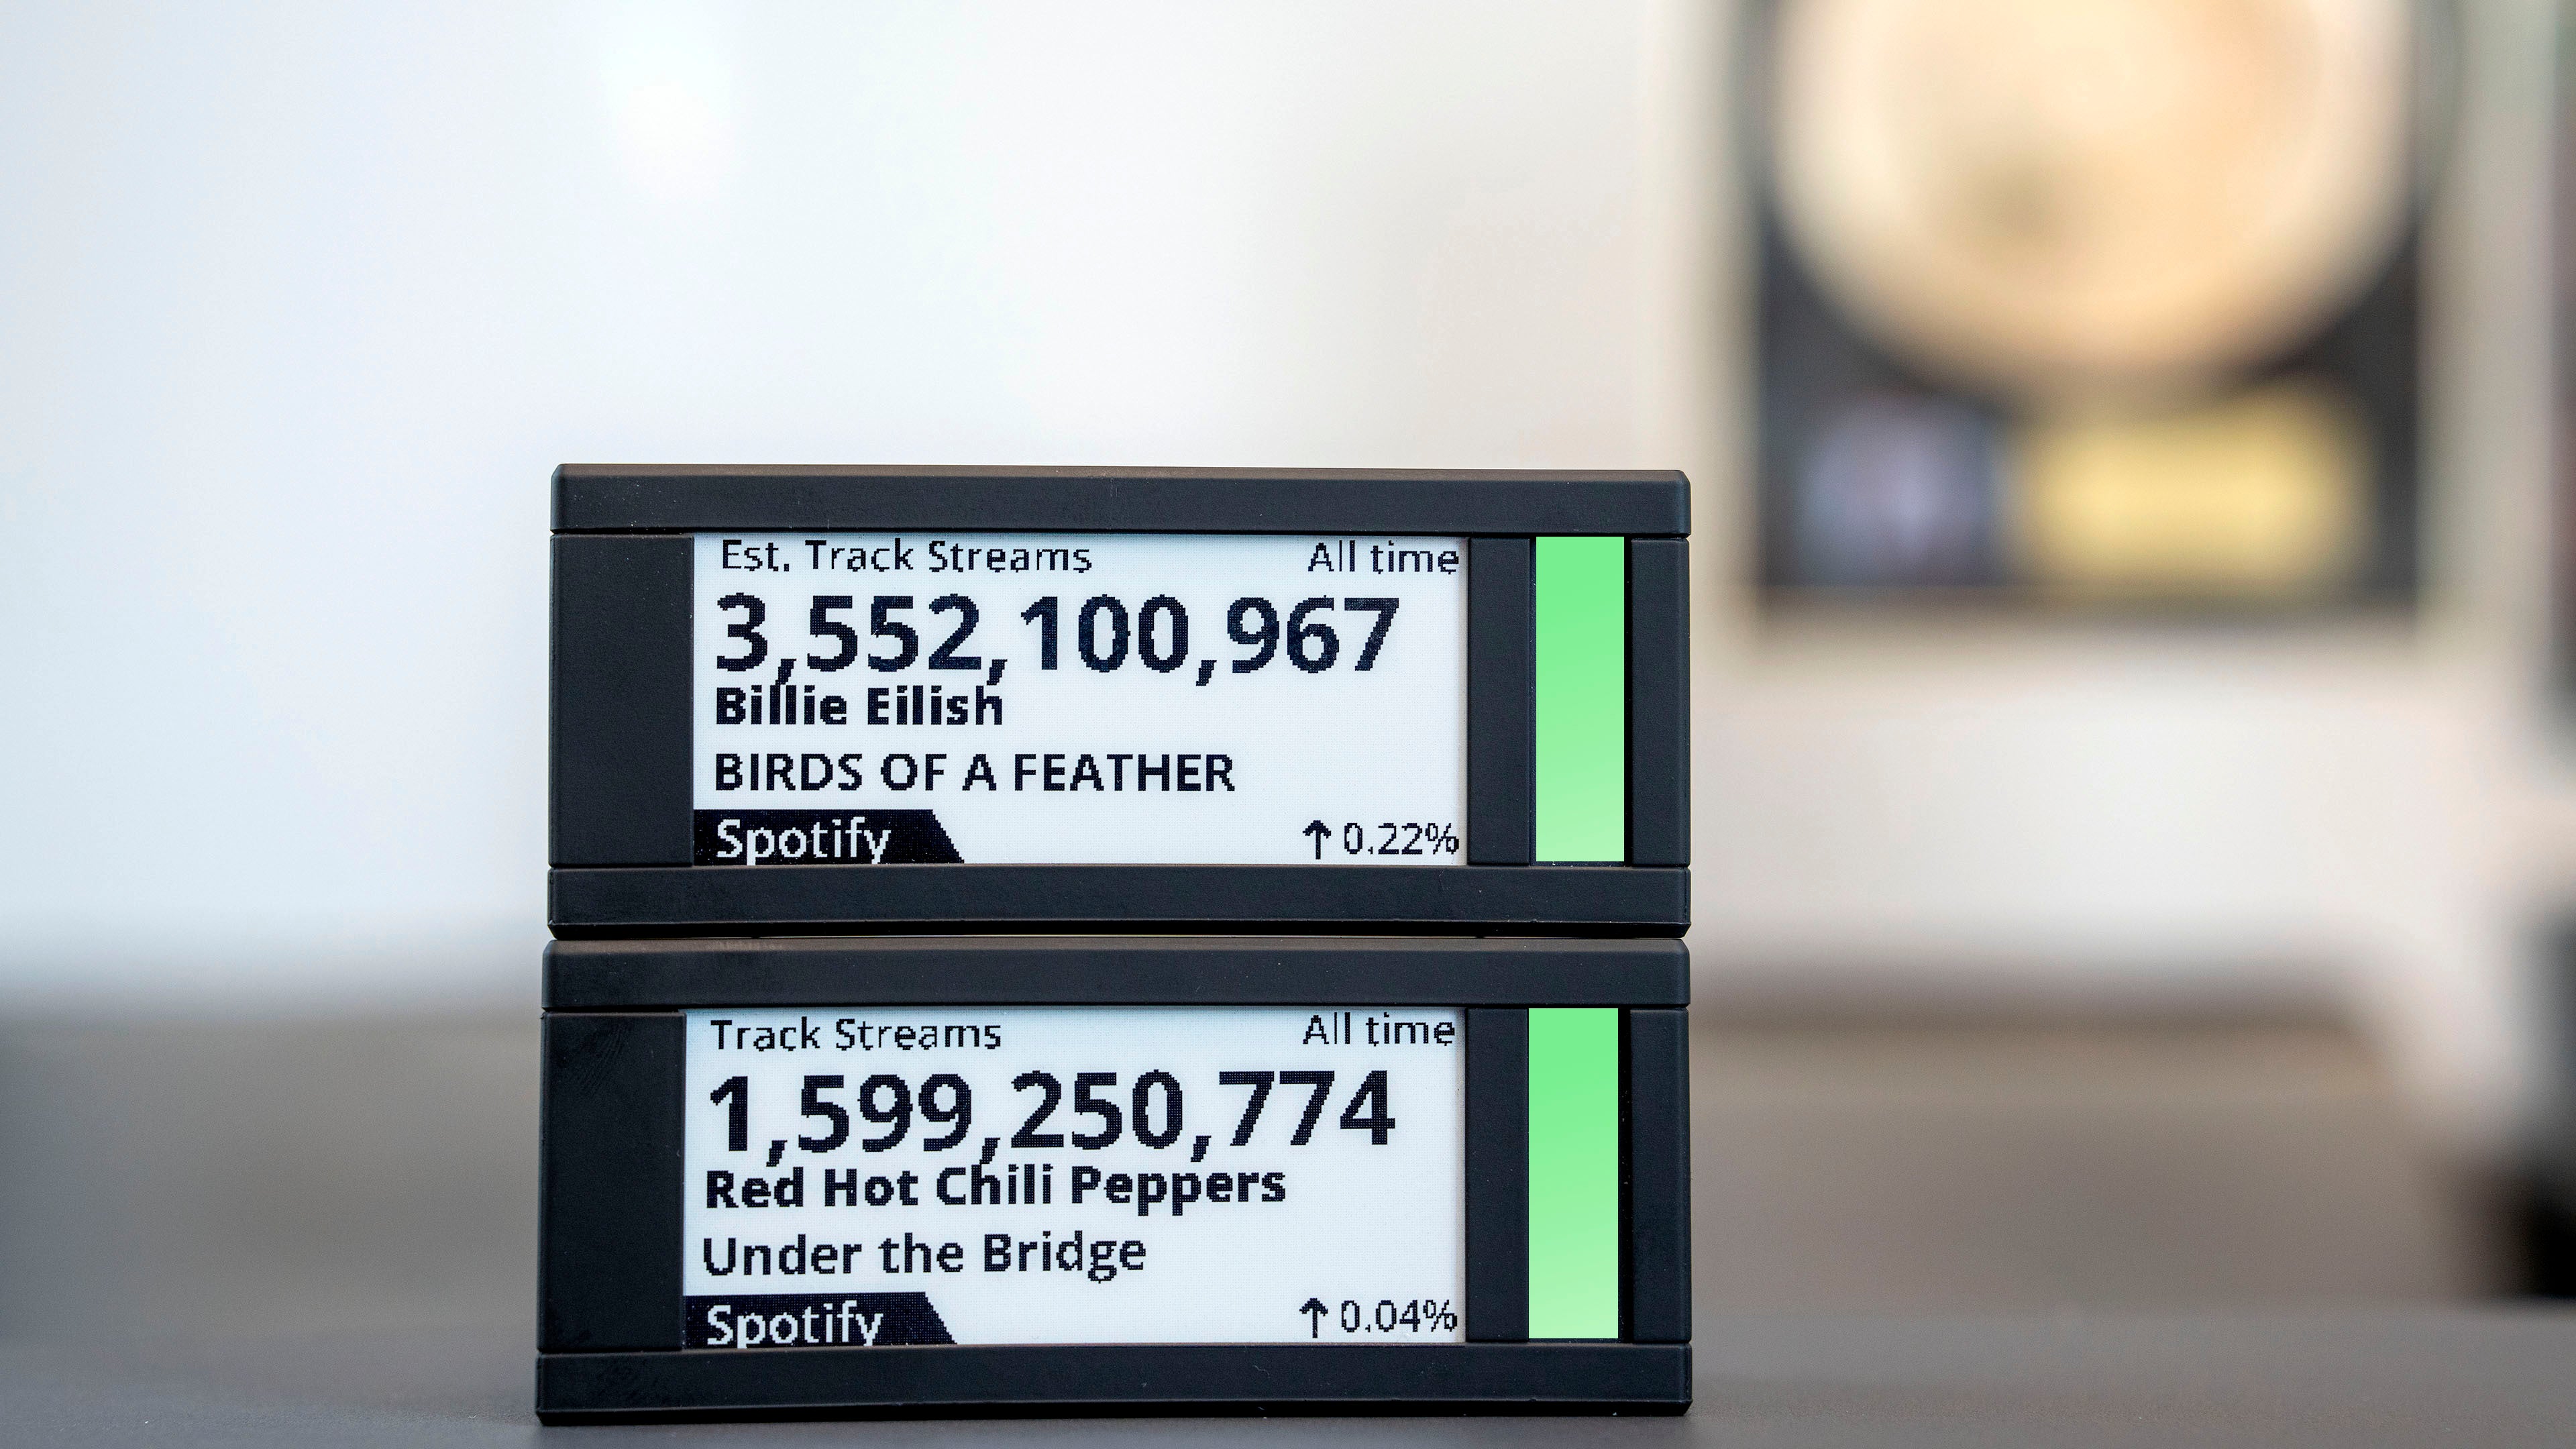 Est. Track Streams All time
3,552,100,967
Billie Eilish
BIRDS OF A FEATHER
Spotify ↑ 0.22%
Track Streams All time
1,599,250,774
Red Hot Chili Peppers
Under the Bridge
Spotify ↑ 0.04%